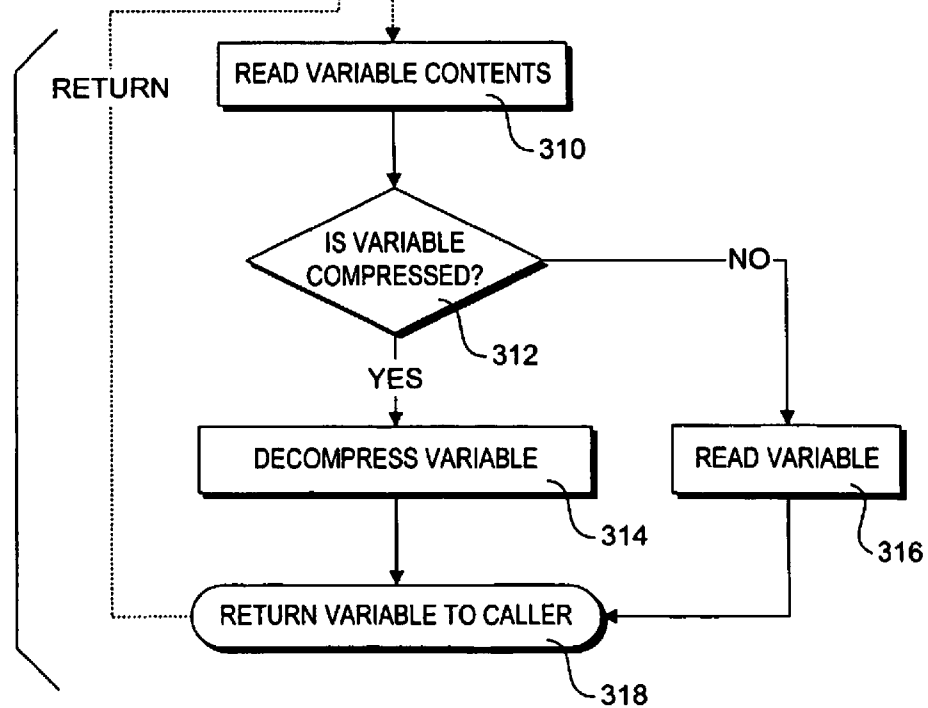 READ VARIABLE CONTENTS
RETURN
310
IS VARIABLE
COMPRESSED?
NO
312
YES
DECOMPRESS VARIABLE
READ VARIABLE
314
316
RETURN VARIABLE TO CALLER
318